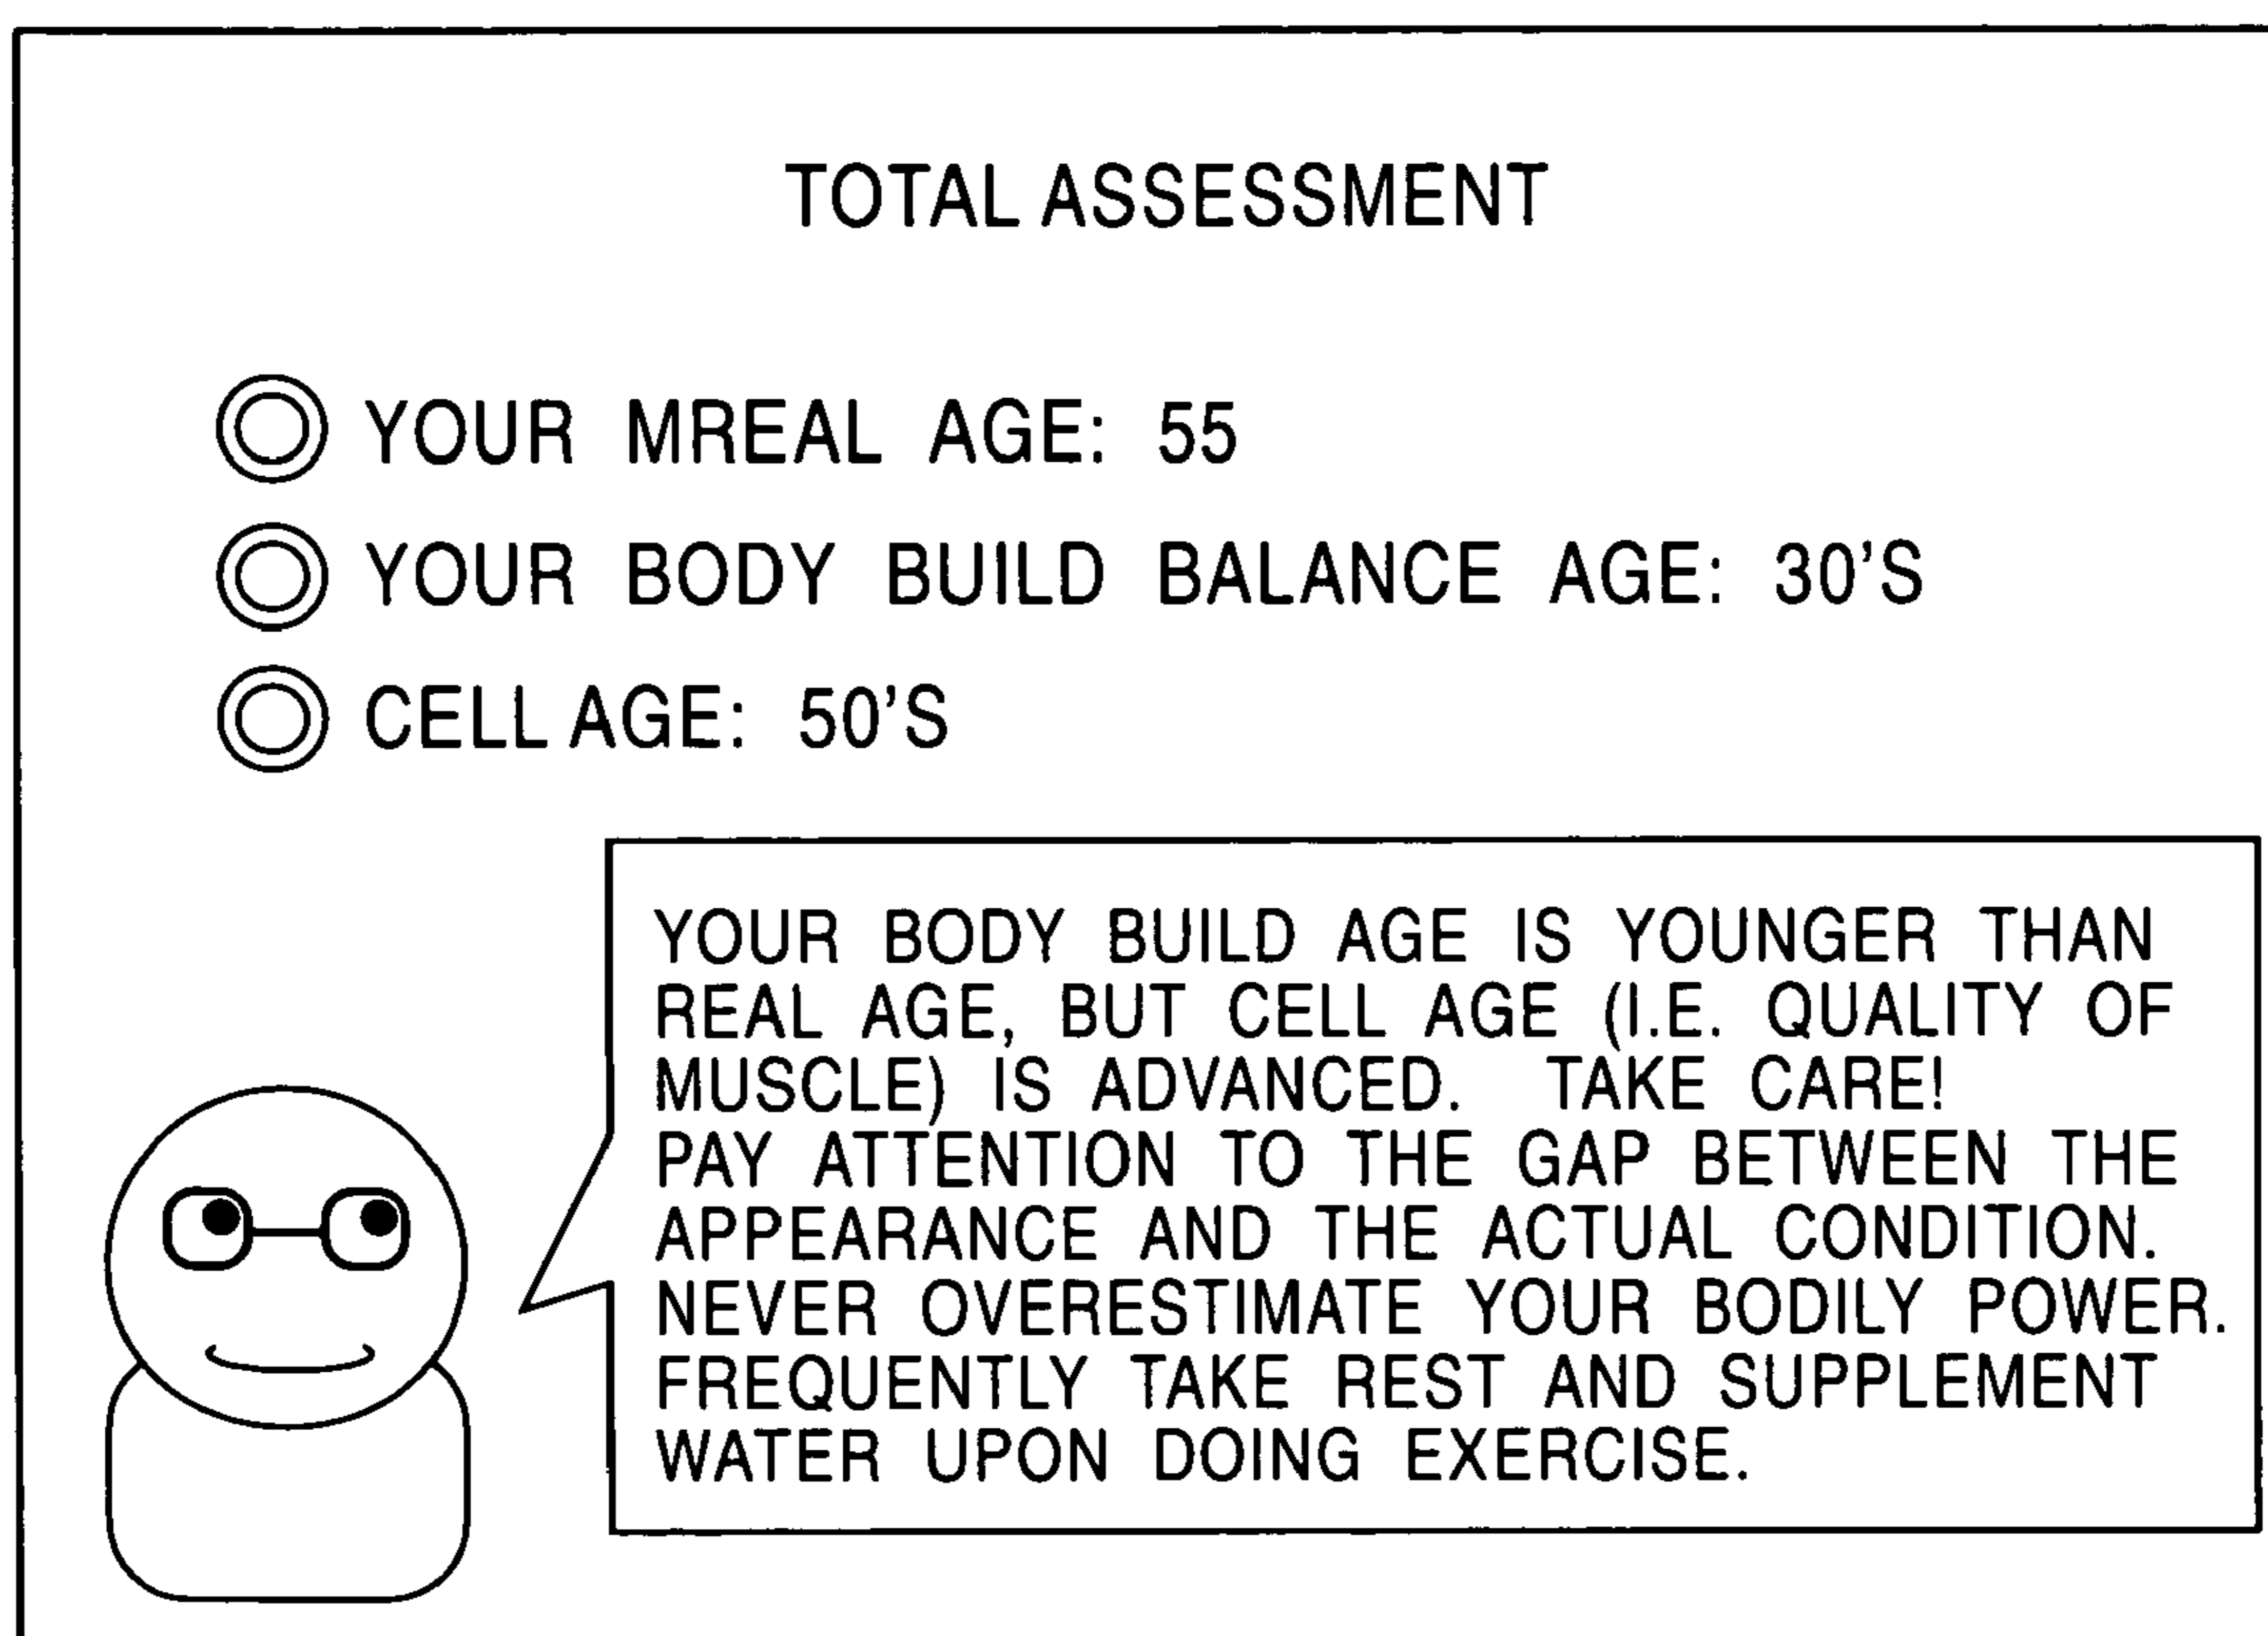 TOTAL ASSESSMENT
YOUR MREAL AGE: 55
YOUR BODY BUILD BALANCE AGE: 30'S
CELL AGE: 50'S
YOUR BODY BUILD AGE IS YOUNGER THAN
REAL AGE, BUT CELL AGE (I.E. QUALITY OF
MUSCLE) IS ADVANCED. TAKE CARE!
PAY ATTENTION TO THE GAP BETWEEN THE
APPEARANCE AND THE ACTUAL CONDITION.
NEVER OVERESTIMATE YOUR BODILY POWER.
FREQUENTLY TAKE REST AND SUPPLEMENT
WATER UPON DOING EXERCISE.